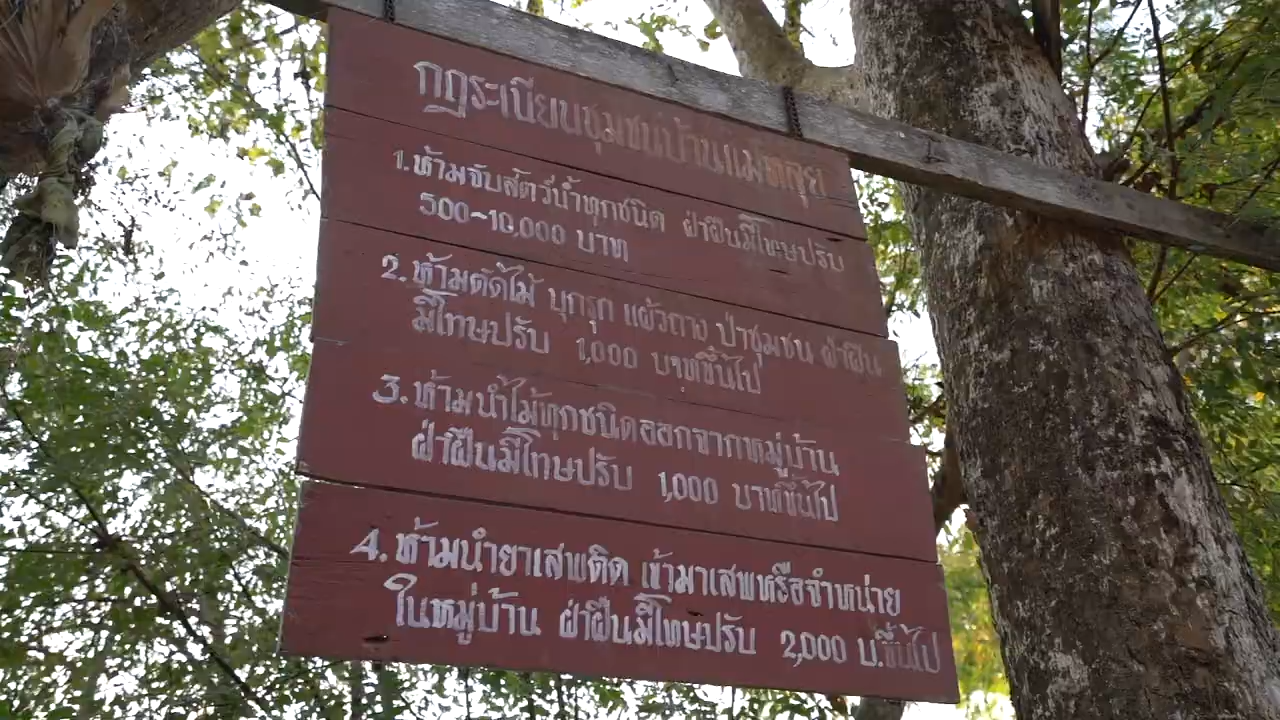 กฎระเบียบชุมชนบ้านแม่หลุย
1. ห้ามจับสัตว์น้ำทุกชนิด ฝ่าฝืนมีโทษปรับ
500~10,000 บาท
2. ห้ามตัดไม้ บุกรุก แผ้วถาง ป่าชุมชน ฝ่าฝืน
มีโทษปรับ 1,000 บาทขึ้นไป
3. ห้ามนำไม้ทุกชนิดออกจากหมู่บ้าน
ฝ่าฝืนมีโทษปรับ 1,000 บาทขึ้นไป
4. ห้ามนำยาเสพติด เข้ามาเสพหรือจำหน่าย
ในหมู่บ้าน ฝ่าฝืนมีโทษปรับ 2,000 บ.ขึ้นไป